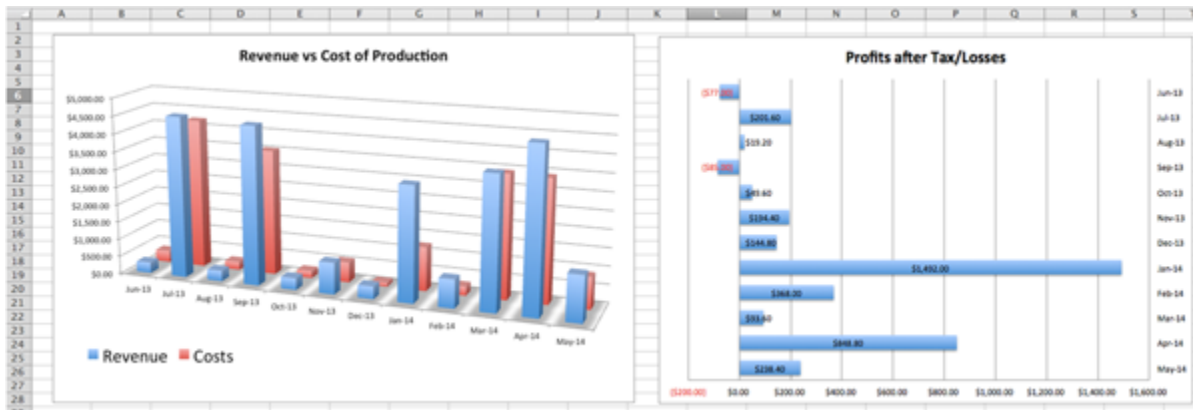 A B C D E F G H I J K L M N O P Q R S T
1
2
3
4
5
6
7
8
9
10
11
12
13
14
15
16
17
18
19
20
21
22
23
24
25
26
27
28
Revenue vs Cost of Production
$5,000.00
$4,500.00
$4,000.00
$3,500.00
$3,000.00
$2,500.00
$2,000.00
$1,500.00
$1,000.00
$500.00
$0.00
Jun-13 Jul-13 Aug-13 Sep-13 Oct-13 Nov-13 Dec-13 Jan-14 Feb-14 Mar-14 Apr-14 May-14
Revenue Costs
Profits after Tax/Losses
Jun-13
$201.60 Jul-13
$19.20 Aug-13
Sep-13
$49.60 Oct-13
$194.40 Nov-13
$144.80 Dec-13
$1,492.00 Jan-14
$368.00 Feb-14
$93.60 Mar-14
$848.80 Apr-14
$238.40 May-14
($200.00) $0.00 $200.00 $400.00 $600.00 $800.00 $1,000.00 $1,200.00 $1,400.00 $1,600.00